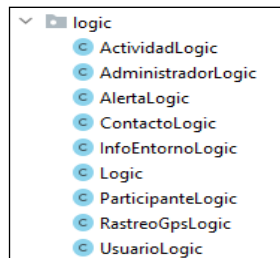 logic
ActividadLogic
AdministradorLogic
AlertaLogic
ContactoLogic
InfoEntornoLogic
Logic
ParticipanteLogic
RastreoGpsLogic
UsuarioLogic